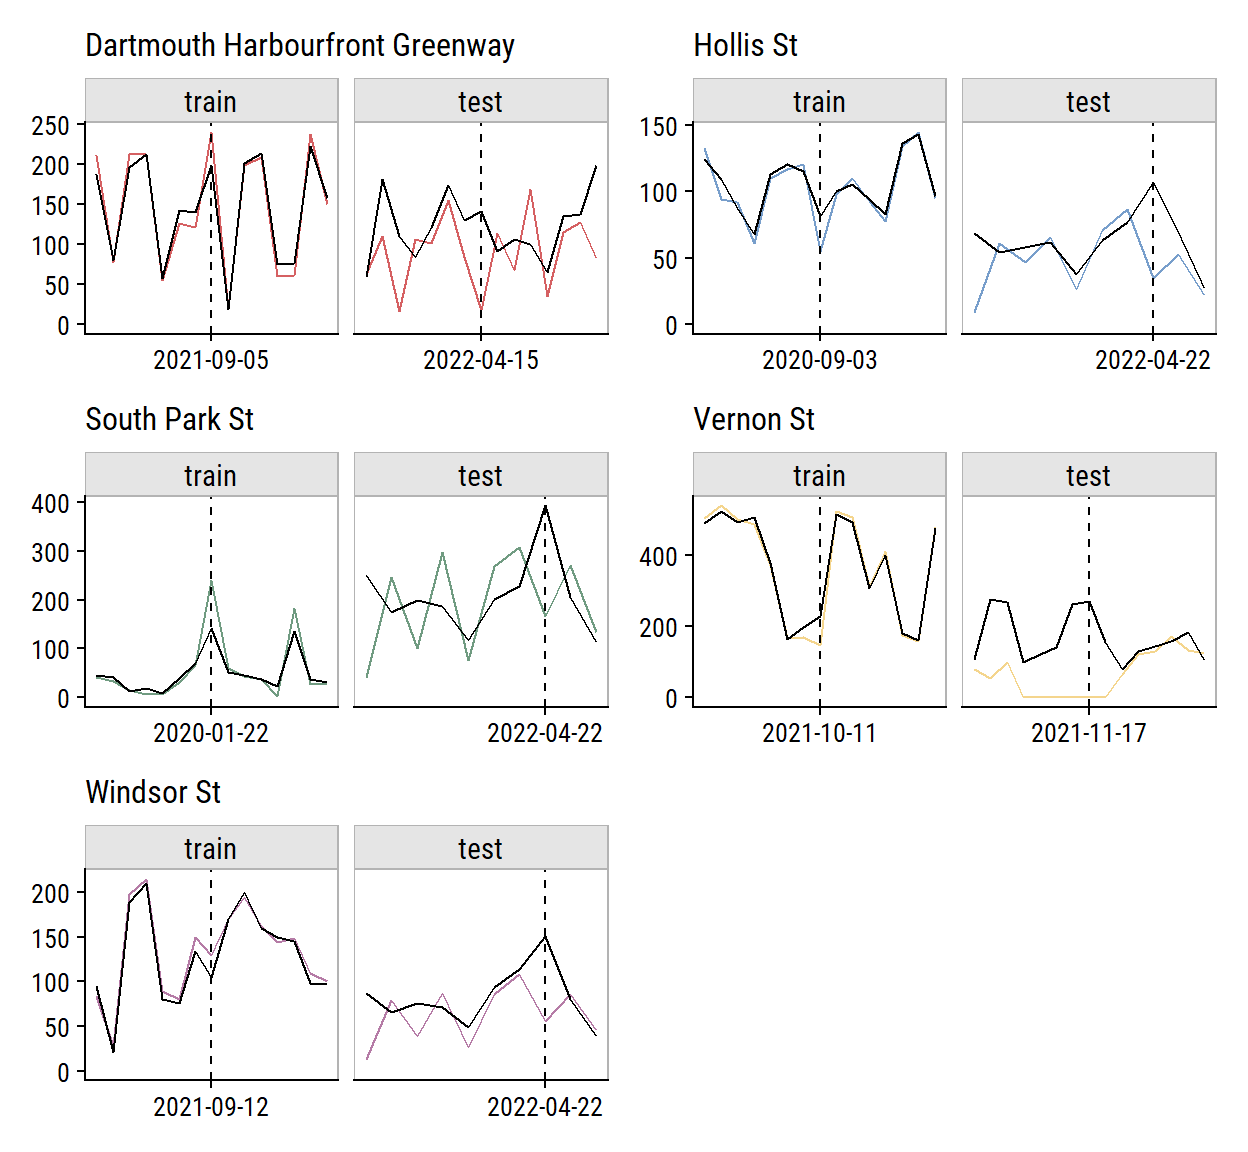 Dartmouth Harbourfront Greenway
train
test
250
200
150
100
50
0
2021-09-05
2022-04-15
Hollis St
train
test
150
100
50
0
2020-09-03
2022-04-22
South Park St
train
test
400
300
200
100
0
2020-01-22
2022-04-22
Vernon St
train
test
400
200
0
2021-10-11
2021-11-17
Windsor St
train
test
200
150
100
50
0
2021-09-12
2022-04-22